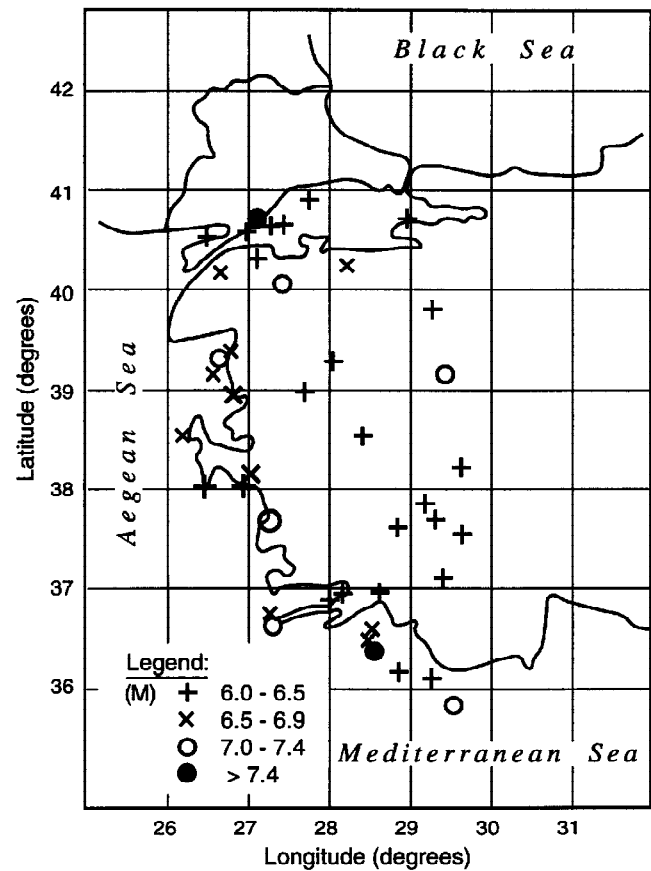 Black Sea
42
41
40
39
38
37
36
Latitude (degrees)
Aegean Sea
Legend:
(M)
+ 6.0 - 6.5
× 6.5 - 6.9
○ 7.0 - 7.4
● > 7.4
Mediterranean Sea
26 27 28 29 30 31
Longitude (degrees)